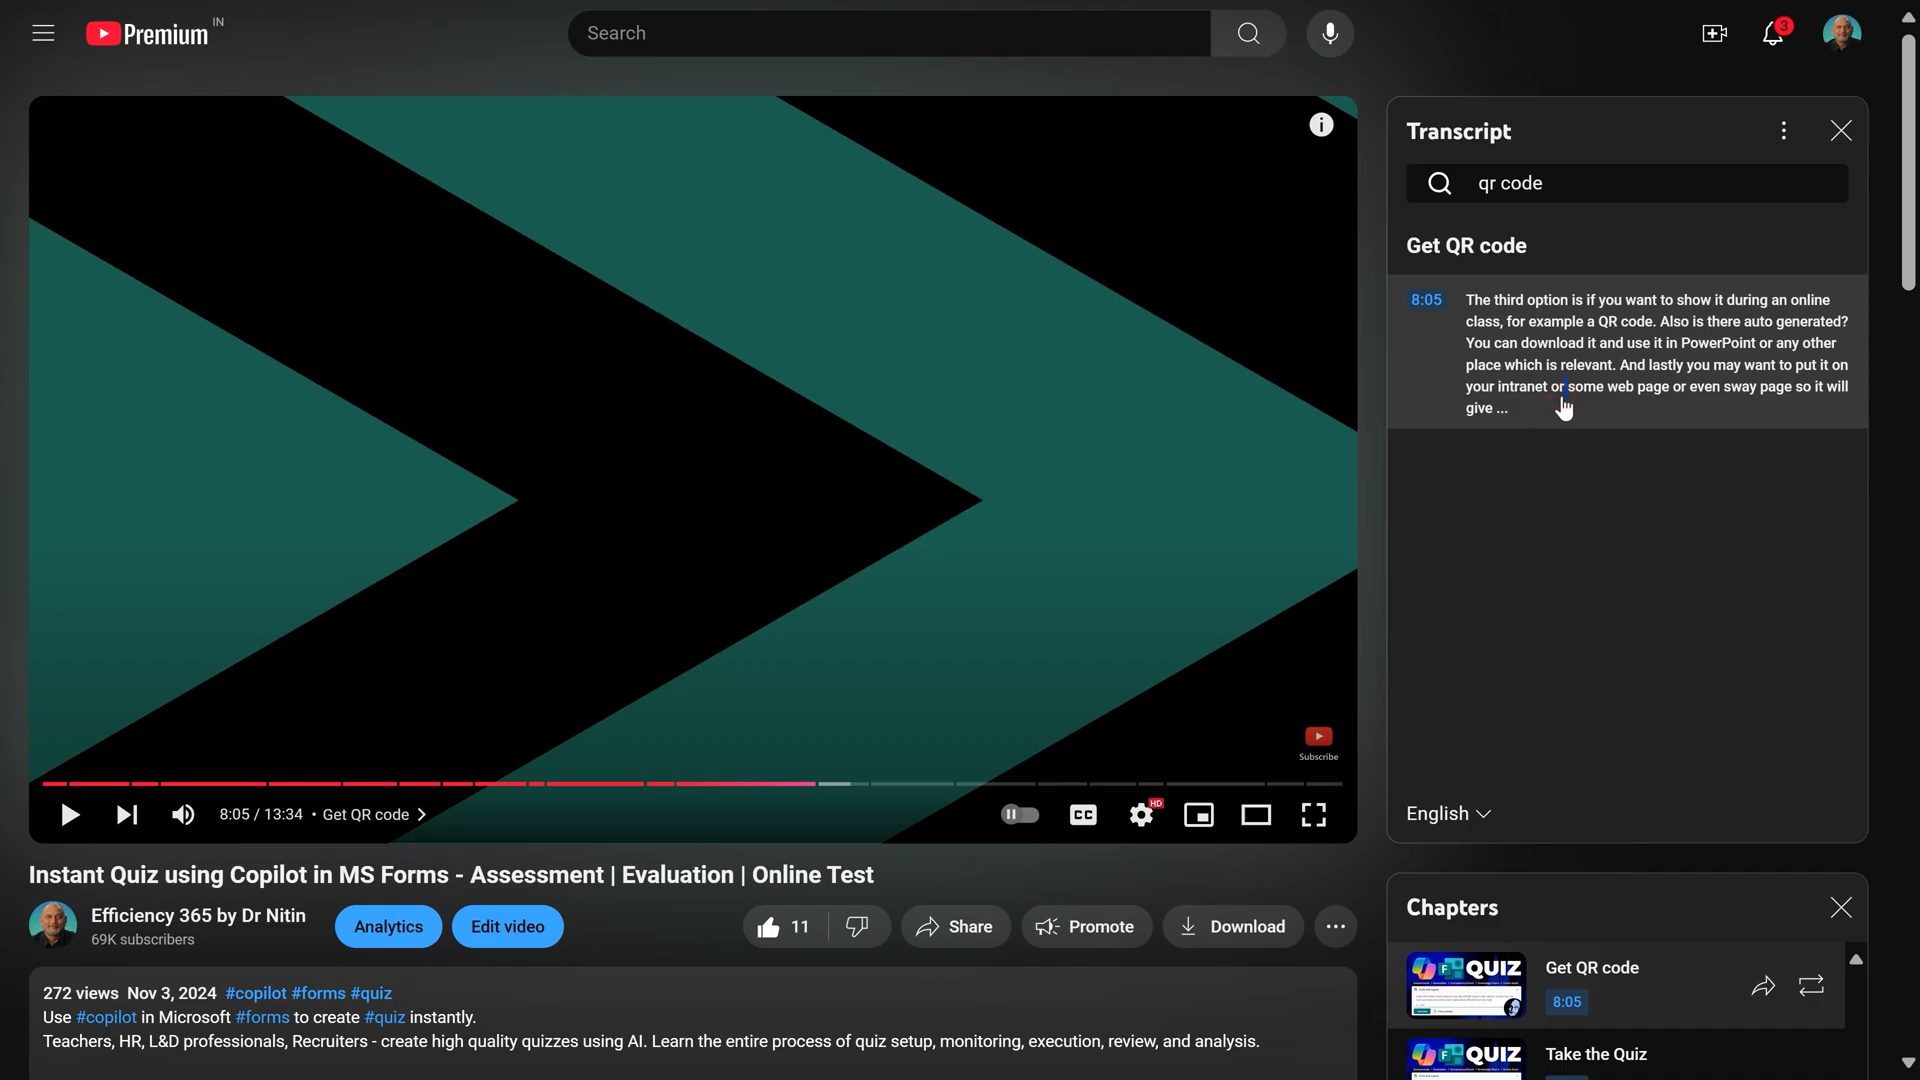 Premium IN
Search
3
Transcript
qr code
Get QR code
8:05
The third option is if you want to show it during an online
class, for example a QR code. Also is there auto generated?
You can download it and use it in PowerPoint or any other
place which is relevant. And lastly you may want to put it on
your intranet or some web page or even sway page so it will
give ...
Subscribe
8:05 / 13:34 • Get QR code
CC
HD
English
Instant Quiz using Copilot in MS Forms - Assessment | Evaluation | Online Test
Efficiency 365 by Dr Nitin
69K subscribers
Analytics
Edit video
11
Share
Promote
Download
272 views Nov 3, 2024 #copilot #forms #quiz
Use #copilot in Microsoft #forms to create #quiz instantly.
Teachers, HR, L&D professionals, Recruiters - create high quality quizzes using AI. Learn the entire process of quiz setup, monitoring, execution, review, and analysis.
Chapters
QUIZ
Get QR code
8:05
QUIZ
Take the Quiz